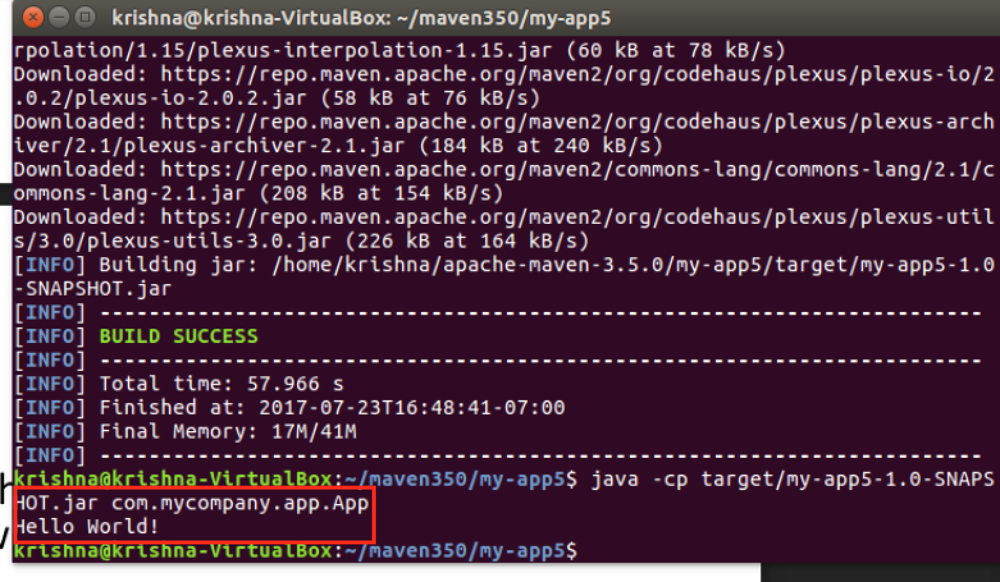 krishna@krishna-VirtualBox: ~/maven350/my-app5
rpolation/1.15/plexus-interpolation-1.15.jar (60 kB at 78 kB/s)
Downloaded: https://repo.maven.apache.org/maven2/org/codehaus/plexus/plexus-io/2
.0.2/plexus-io-2.0.2.jar (58 kB at 76 kB/s)
Downloaded: https://repo.maven.apache.org/maven2/org/codehaus/plexus/plexus-arch
iver/2.1/plexus-archiver-2.1.jar (184 kB at 240 kB/s)
Downloaded: https://repo.maven.apache.org/maven2/commons-lang/commons-lang/2.1/c
ommons-lang-2.1.jar (208 kB at 154 kB/s)
Downloaded: https://repo.maven.apache.org/maven2/org/codehaus/plexus/plexus-util
s/3.0/plexus-utils-3.0.jar (226 kB at 164 kB/s)
[INFO] Building jar: /home/krishna/apache-maven-3.5.0/my-app5/target/my-app5-1.0
-SNAPSHOT.jar
[INFO] ------------------------------------------------------------------------
[INFO] BUILD SUCCESS
[INFO] ------------------------------------------------------------------------
[INFO] Total time: 57.966 s
[INFO] Finished at: 2017-07-23T16:48:41-07:00
[INFO] Final Memory: 17M/41M
[INFO] ------------------------------------------------------------------------
krishna@krishna-VirtualBox:~/maven350/my-app5$ java -cp target/my-app5-1.0-SNAPS
HOT.jar com.mycompany.app.App
Hello World!
krishna@krishna-VirtualBox:~/maven350/my-app5$